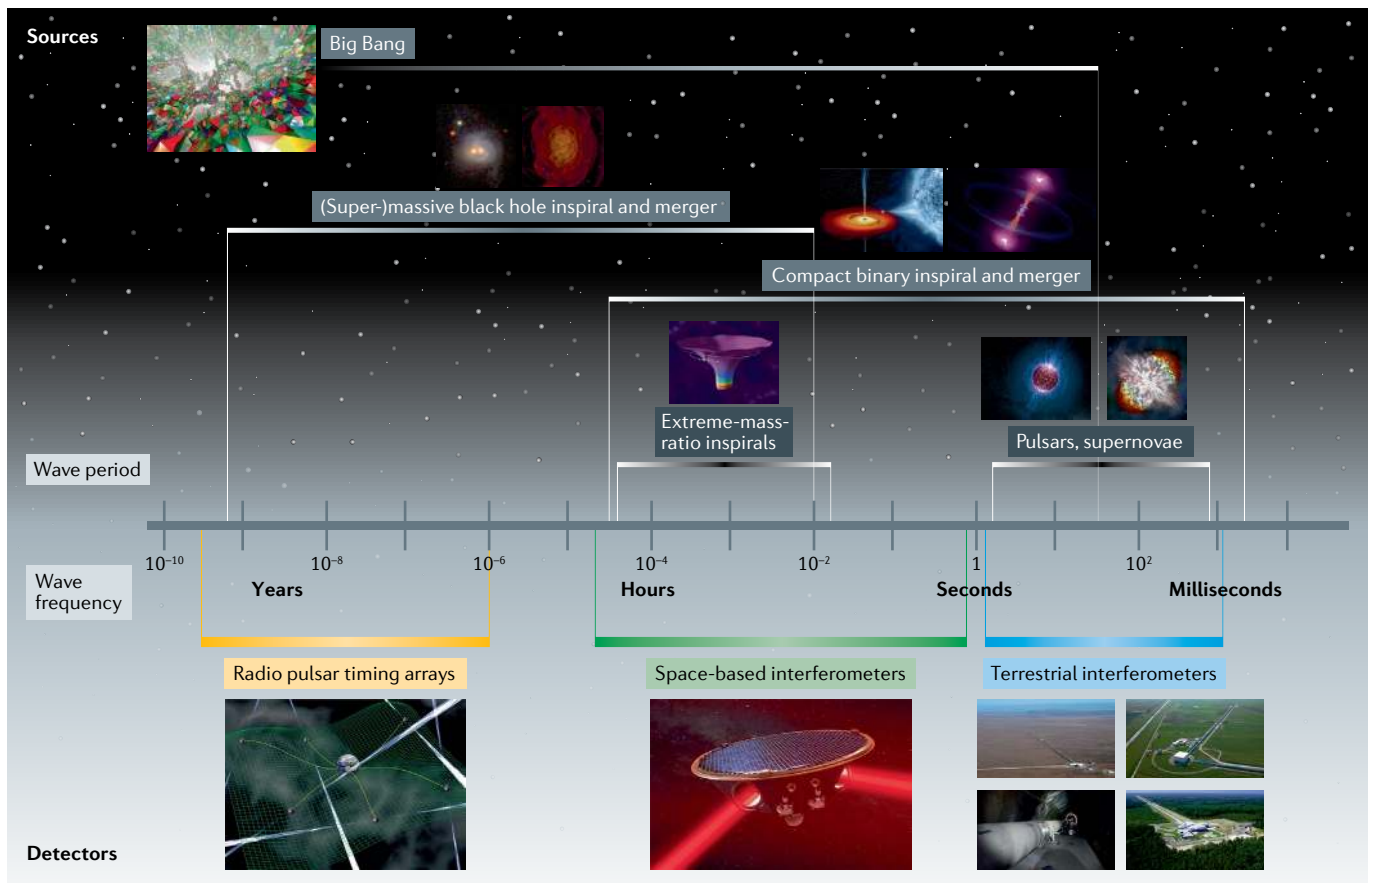 Sources
Big Bang
(Super-)massive black hole inspiral and merger
Compact binary inspiral and merger
Extreme-mass-
ratio inspirals
Pulsars, supernovae
Wave period
10⁻¹⁰
10⁻⁸
10⁻⁶
10⁻⁴
10⁻²
1
10²
Wave
frequency
Years
Hours
Seconds
Milliseconds
Radio pulsar timing arrays
Space-based interferometers
Terrestrial interferometers
Detectors